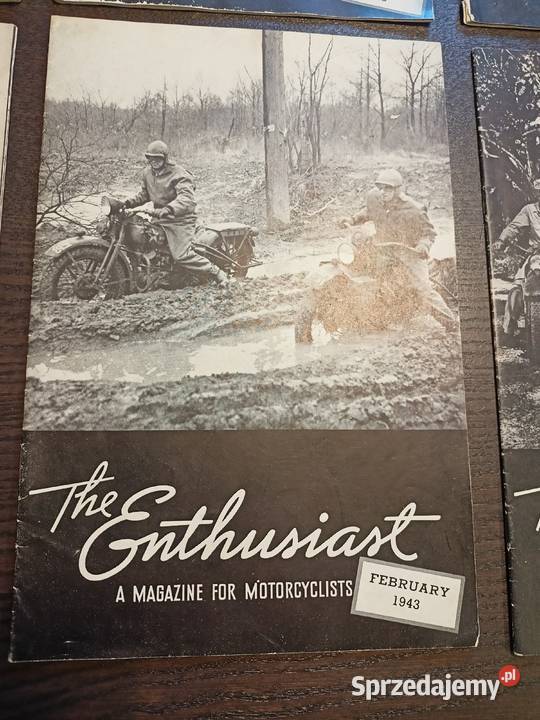 The
Enthusiast
A MAGAZINE FOR MOTORCYCLISTS
FEBRUARY
1943
Sprzedajemy.pl